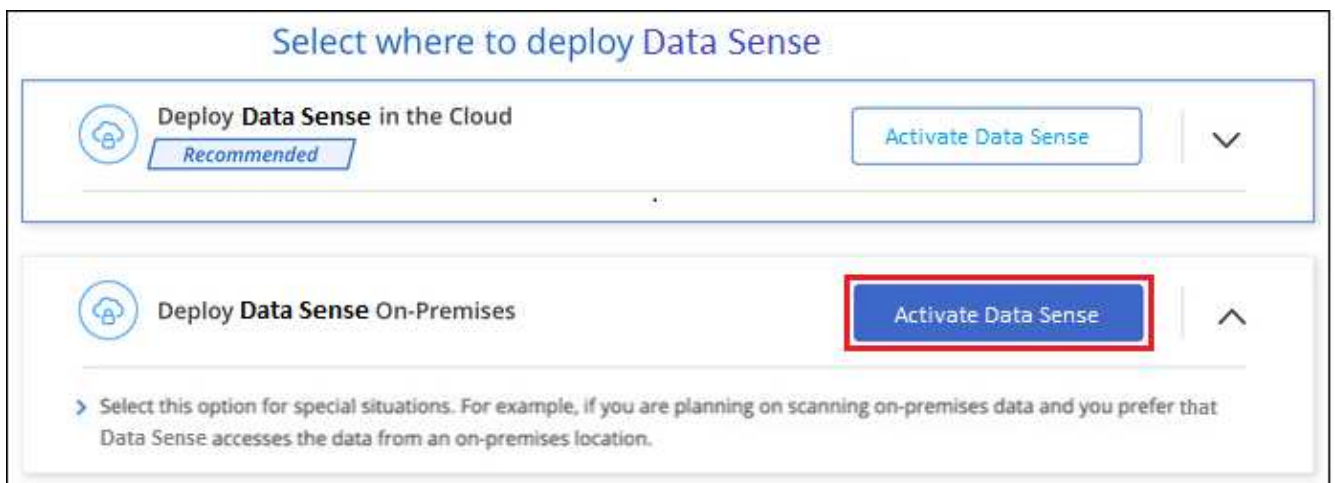 Select where to deploy Data Sense
Deploy Data Sense in the Cloud
Recommended
Activate Data Sense
Deploy Data Sense On-Premises
Activate Data Sense
Select this option for special situations. For example, if you are planning on scanning on-premises data and you prefer that
Data Sense accesses the data from an on-premises location.